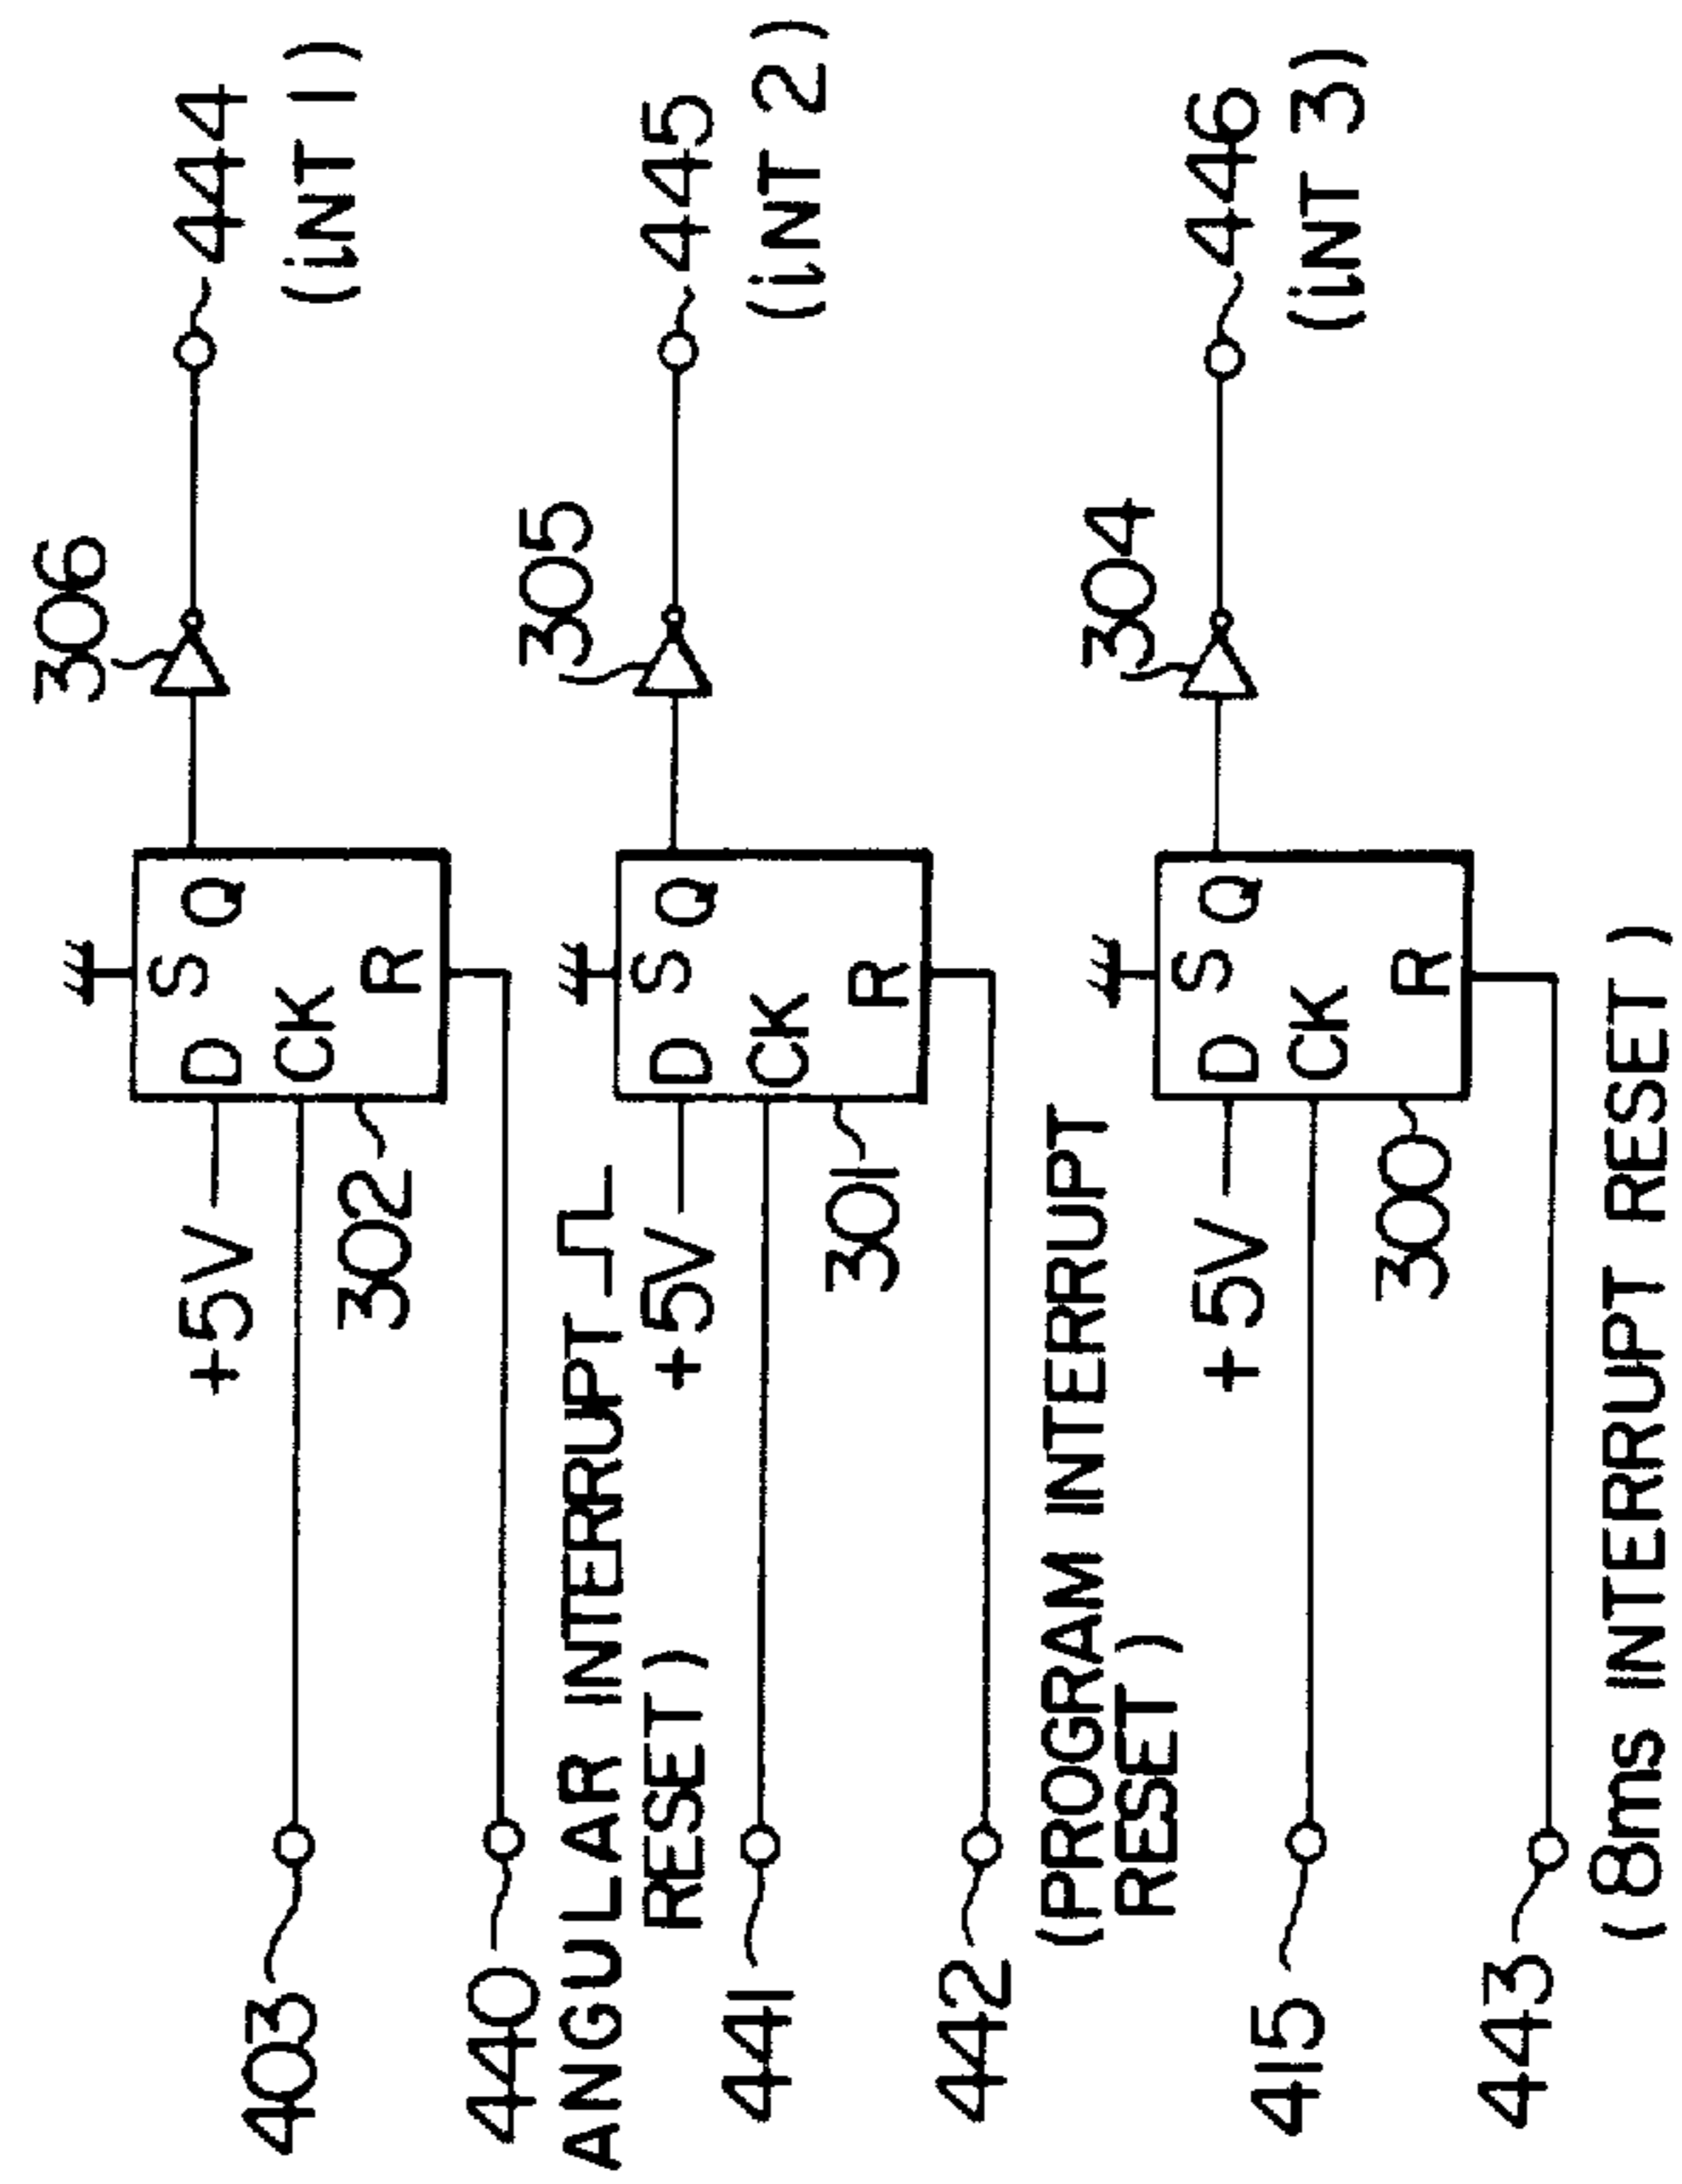 306
444
(iNT 1)
+5V
D
S
Q
CK
R
403
302
440
ANGULAR INTERRUPT
RESET)
305
445
(iNT 2)
+5V
D
S
Q
CK
R
441
301
442
(PROGRAM INTERRUPT
RESET)
304
446
(iNT 3)
+5V
D
S
Q
CK
R
415
300
443
(8ms INTERRUPT RESET)